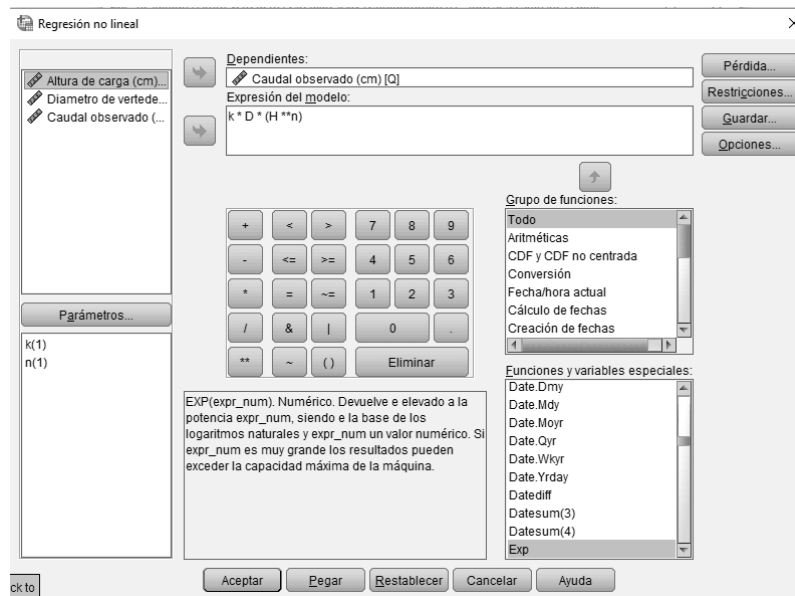 Regresión no lineal
Altura de carga (cm)...
Diametro de vertede...
Caudal observado (...
Parámetros...
k(1)
n(1)
Dependientes:
Caudal observado (cm) [Q]
Expresión del modelo:
k * D * (H **n)
+ < > 7 8 9
- <= >= 4 5 6
* = ~= 1 2 3
/ & | 0 .
** ~ ( ) Eliminar
EXP(expr_num). Numérico. Devuelve e elevado a la
potencia expr_num, siendo e la base de los
logaritmos naturales y expr_num un valor numérico. Si
expr_num es muy grande los resultados pueden
exceder la capacidad máxima de la máquina.
Grupo de funciones:
Todo
Aritméticas
CDF y CDF no centrada
Conversión
Fecha/hora actual
Cálculo de fechas
Creación de fechas
Funciones y variables especiales:
Date.Dmy
Date.Mdy
Date.Moyr
Date.Qyr
Date.Wkyr
Date.Yrday
Datediff
Datesum(3)
Datesum(4)
Exp
Pérdida...
Restricciones...
Guardar...
Opciones...
Aceptar Pegar Restablecer Cancelar Ayuda
ck to